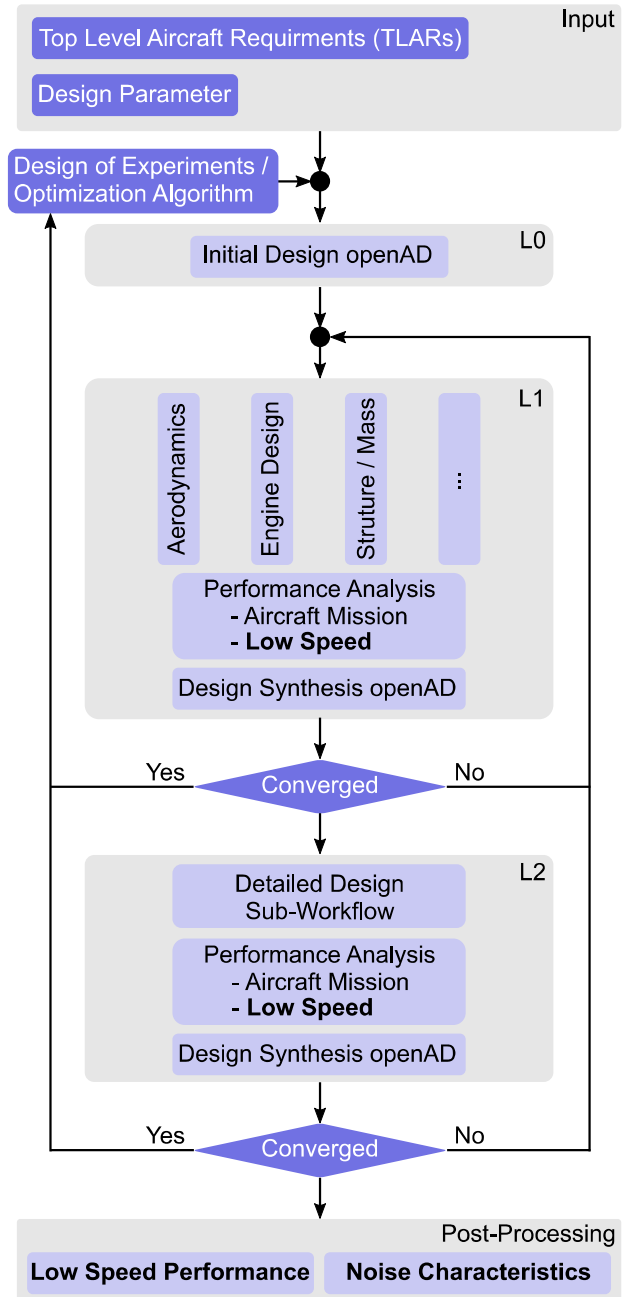 Input
Top Level Aircraft Requirments (TLARs)
Design Parameter
Design of Experiments /
Optimization Algorithm
L0
Initial Design openAD
L1
Aerodynamics
Engine Design
Struture / Mass
...
Performance Analysis
- Aircraft Mission
- Low Speed
Design Synthesis openAD
Yes
Converged
No
L2
Detailed Design
Sub-Workflow
Performance Analysis
- Aircraft Mission
- Low Speed
Design Synthesis openAD
Yes
Converged
No
Post-Processing
Low Speed Performance
Noise Characteristics